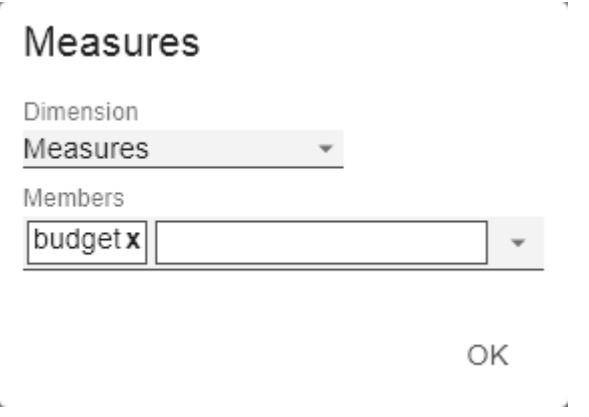 Measures
Dimension
Measures
Members
budget x
OK